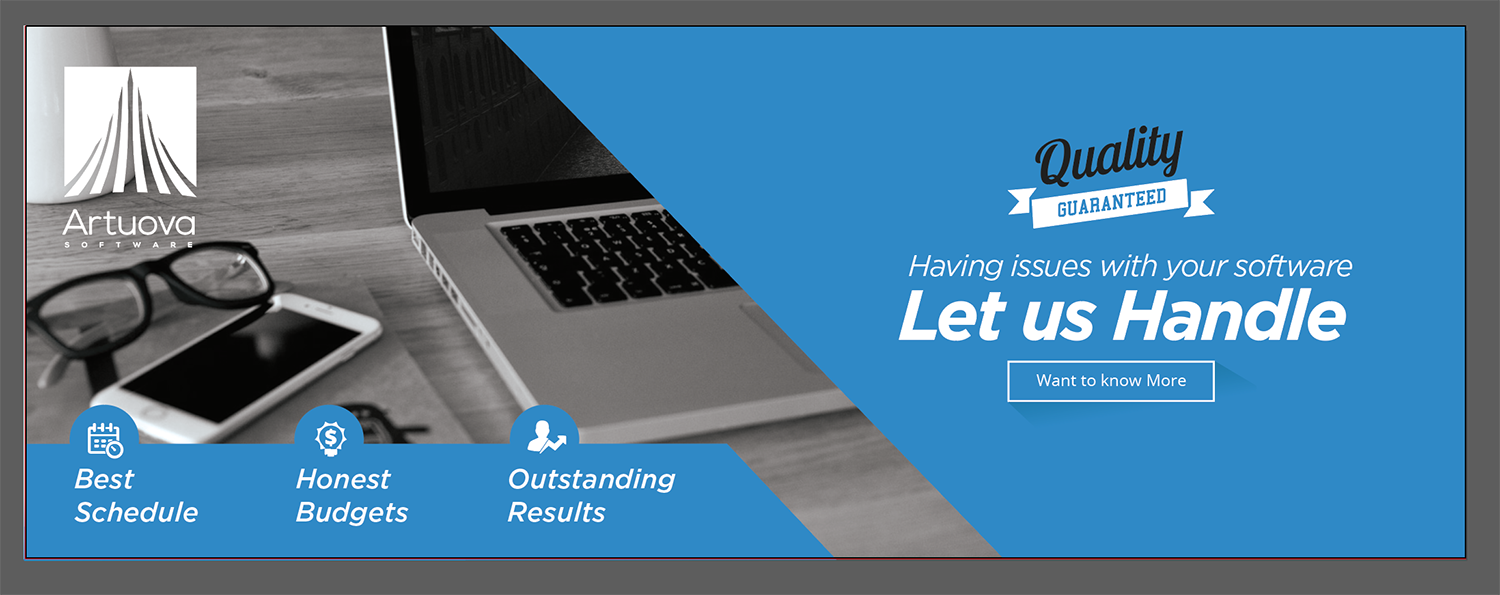 Artuova
SOFTWARE
Quality
GUARANTEED
Having issues with your software
Let us Handle
Want to know More
Best
Schedule
Honest
Budgets
Outstanding
Results